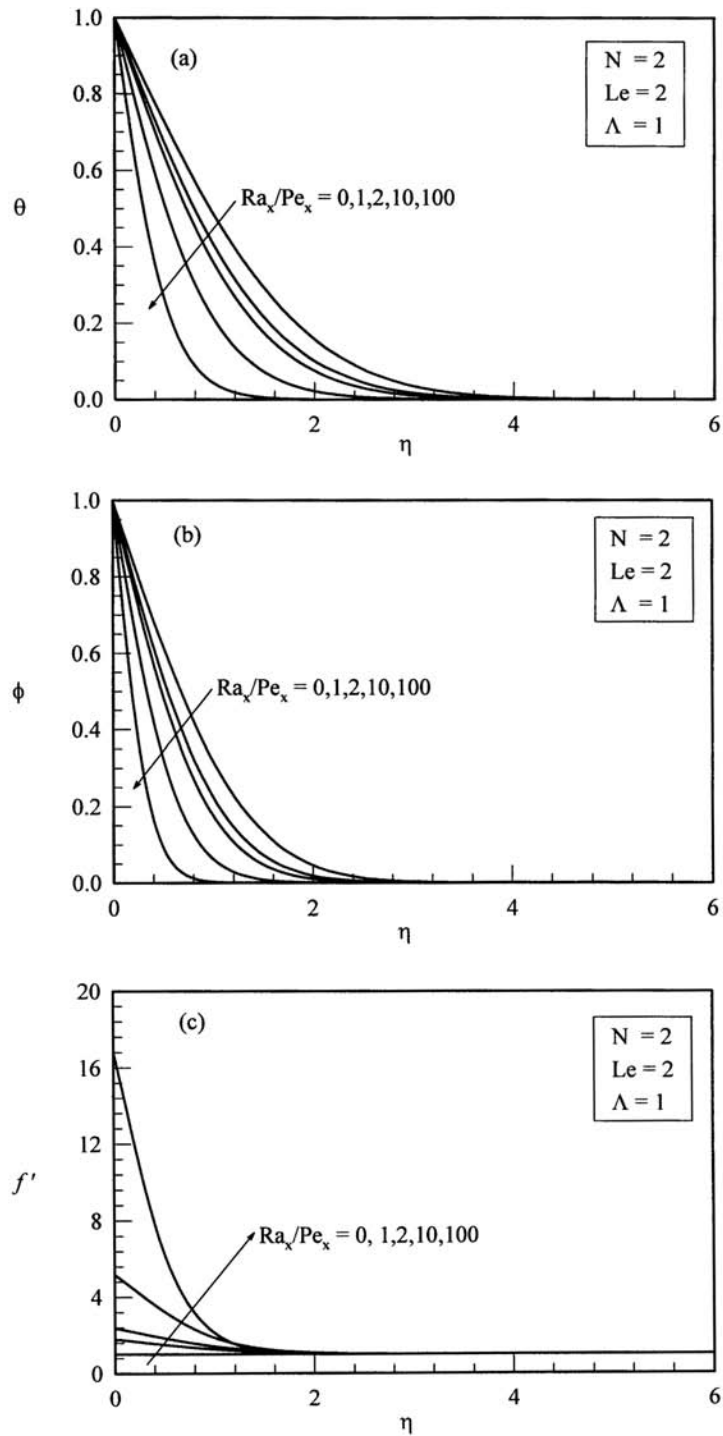 1.0
(a)
N = 2
Le = 2
Λ = 1
0.8
0.6
Ra_x/Pe_x = 0,1,2,10,100
θ
0.4
0.2
0.0
0 2 4 6
η
1.0
(b)
N = 2
Le = 2
Λ = 1
0.8
0.6
Ra_x/Pe_x = 0,1,2,10,100
ϕ
0.4
0.2
0.0
0 2 4 6
η
20
(c)
N = 2
Le = 2
Λ = 1
16
12
f'
8
Ra_x/Pe_x = 0, 1,2,10,100
4
0
0 2 4 6
η